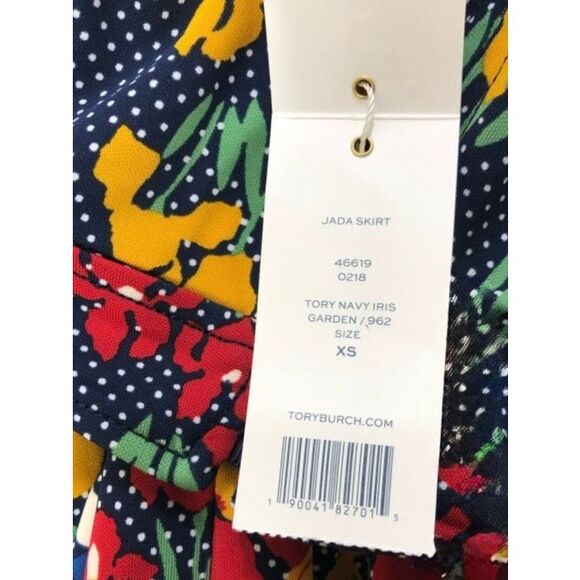 JADA SKIRT
46619
0218
TORY NAVY IRIS
GARDEN / 962
SIZE
XS
TORYBURCH.COM
1 90041 82701 5